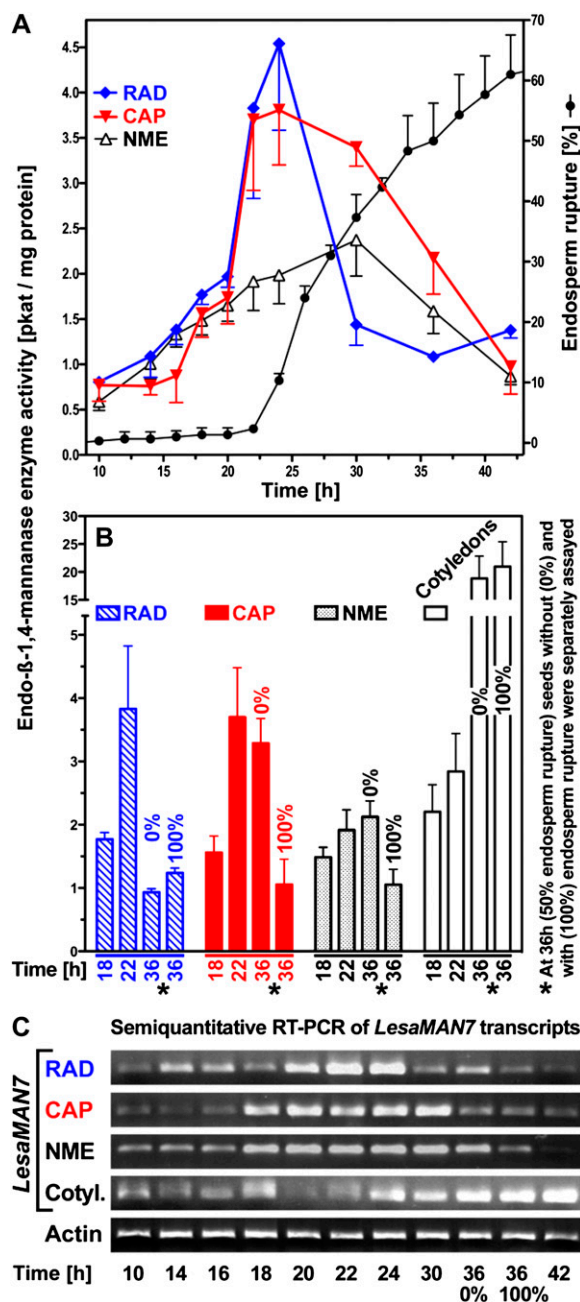 A
RAD
CAP
NME
4.5
4.0
3.5
3.0
2.5
2.0
1.5
1.0
0.5
0.0
70
60
50
40
30
20
10
0
Endosperm rupture [%]
10 15 20 25 30 35 40
Time [h]
Endo-ß-1,4-mannanase enzyme activity [pkat / mg protein]
B
30
25
20
15
10
5
4
3
2
1
0
RAD
CAP
NME
Cotyledons
0%
100%
0%
100%
0%
100%
0%
100%
Time [h] 18 22 36 36 18 22 36 36 18 22 36 36 18 22 36 36
* * * *
* At 36h (50% endosperm rupture) seeds without (0%) and
with (100%) endosperm rupture were separately assayed
C
Semiquantitative RT-PCR of LesaMAN7 transcripts
LesaMAN7
RAD
CAP
NME
Cotyl.
Actin
Time [h] 10 14 16 18 20 22 24 30 36 36 42
0% 100%